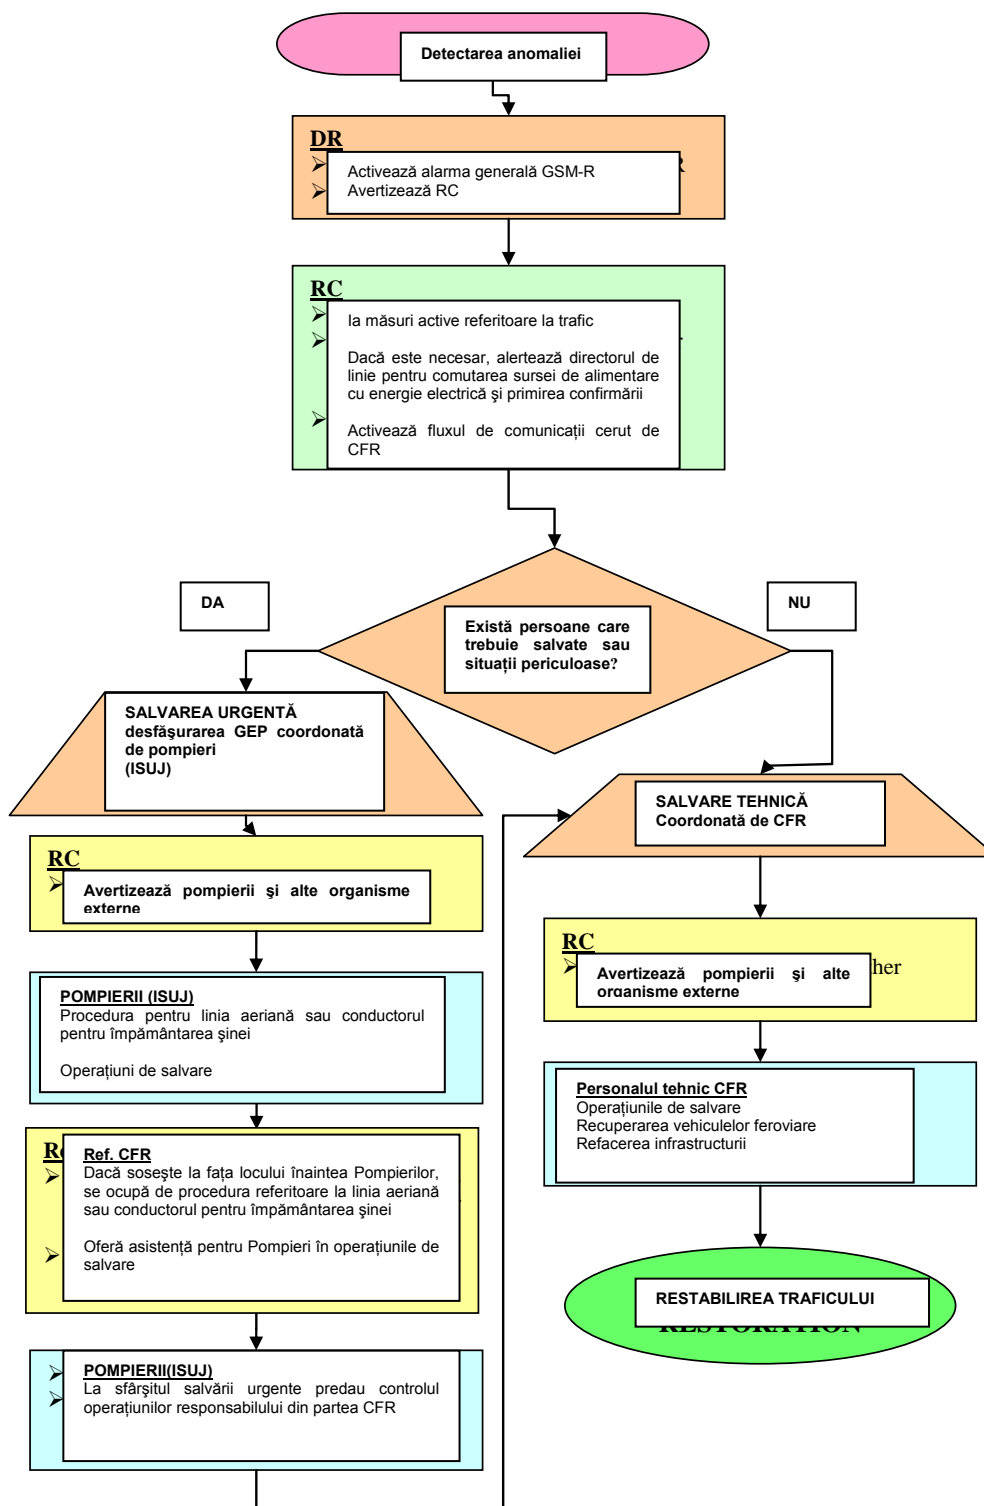 Detectarea anomaliei
DR
Activează alarma generală GSM-R
Avertizează RC
RC
Ia măsuri active referitoare la trafic
Dacă este necesar, alertează directorul de
linie pentru comutarea sursei de alimentare
cu energie electrică şi primirea confirmării
Activează fluxul de comunicaţii cerut de
CFR
DA
NU
Există persoane care
trebuie salvate sau
situaţii periculoase?
SALVAREA URGENTĂ
desfăşurarea GEP coordonată
de pompieri
(ISUJ)
SALVARE TEHNICĂ
Coordonată de CFR
RC
Avertizează pompierii şi alte organisme
externe
RC
Avertizează pompierii şi alte
organisme externe
her
POMPIERII (ISUJ)
Procedura pentru linia aeriană sau conductorul
pentru împământarea şinei
Operaţiuni de salvare
Personalul tehnic CFR
Operaţiunile de salvare
Recuperarea vehiculelor feroviare
Refacerea infrastructurii
Ref. CFR
Dacă soseşte la faţa locului înaintea Pompierilor,
se ocupă de procedura referitoare la linia aeriană
sau conductorul pentru împământarea şinei
Oferă asistenţă pentru Pompieri în operaţiunile de
salvare
RESTABILIREA TRAFICULUI
RESTORATION
POMPIERII(ISUJ)
La sfârşitul salvării urgente predau controlul
operaţiunilor responsabilului din partea CFR